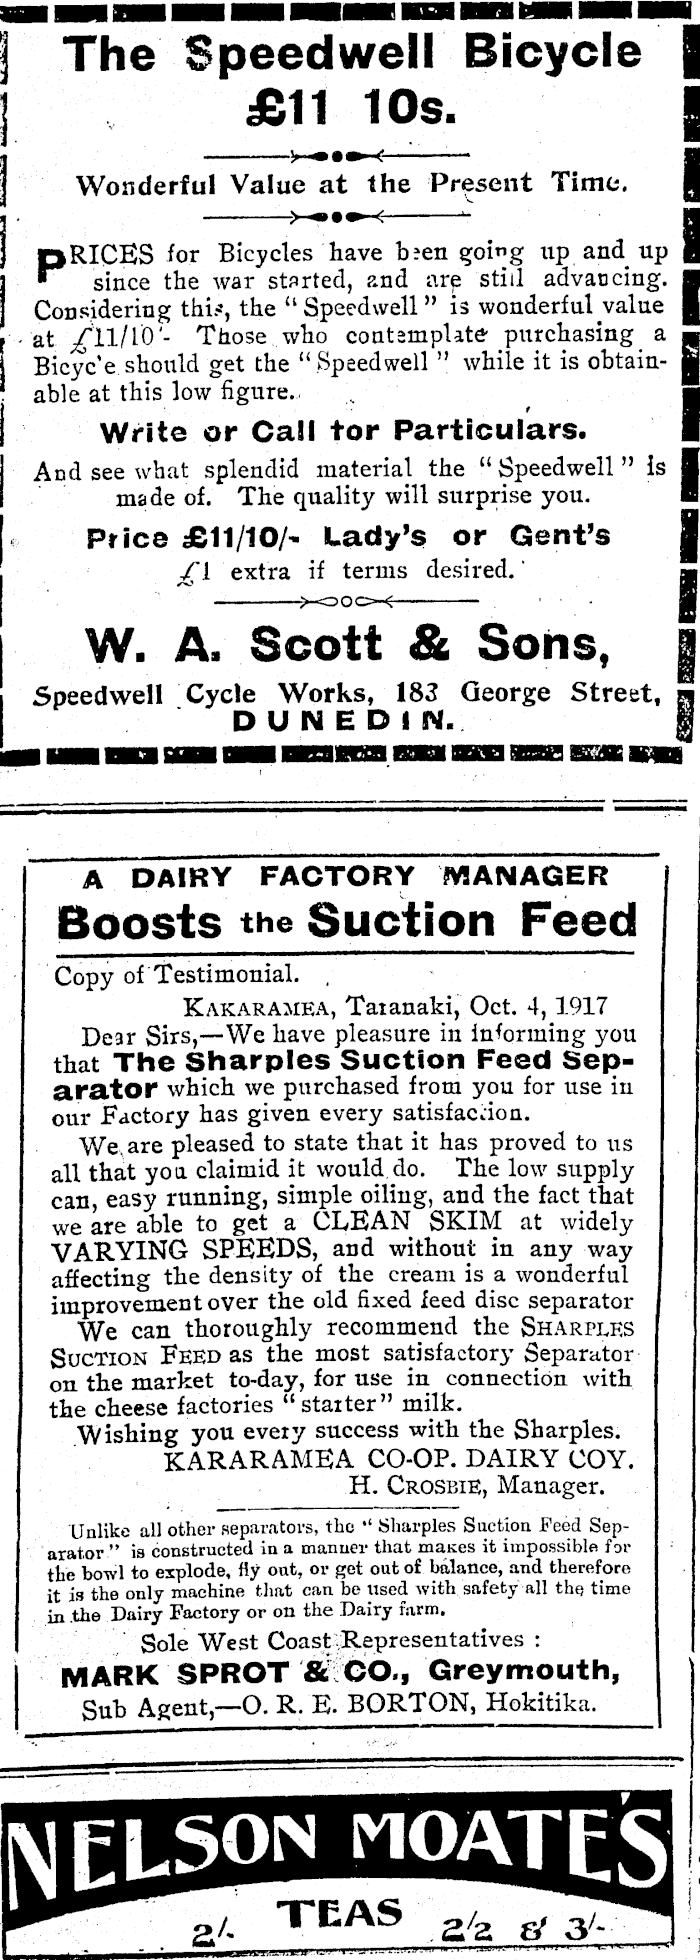 The Speedwell Bicycle
£11 10s.
Wonderful Value at the Present Time.
PRICES for Bicycles have been going up and up
since the war started, and are still advancing.
Considering this, the "Speedwell" is wonderful value
at £11/10/- Those who contemplate purchasing a
Bicyc'e should get the "Speedwell" while it is obtain-
able at this low figure.
Write or Call for Particulars.
And see what splendid material the "Speedwell" is
made of. The quality will surprise you.
Price £11/10/- Lady's or Gent's
£1 extra if terms desired.
W. A. Scott & Sons,
Speedwell Cycle Works, 183 George Street,
DUNEDIN.
A DAIRY FACTORY MANAGER
Boosts the Suction Feed
Copy of Testimonial.
KAKARAMEA, Taranaki, Oct. 4, 1917
Dear Sirs,—We have pleasure in informing you
that The Sharples Suction Feed Sep-
arator which we purchased from you for use in
our Factory has given every satisfaction.
We are pleased to state that it has proved to us
all that you claimid it would do. The low supply
can, easy running, simple oiling, and the fact that
we are able to get a CLEAN SKIM at widely
VARYING SPEEDS, and without in any way
affecting the density of the cream is a wonderful
improvement over the old fixed feed disc separator
We can thoroughly recommend the SHARPLES
SUCTION FEED as the most satisfactory Separator
on the market to-day, for use in connection with
the cheese factories "starter" milk.
Wishing you every success with the Sharples.
KARARAMEA CO-OP. DAIRY COY.
H. CROSBIE, Manager.
Unlike all other separators, the "Sharples Suction Feed Sep-
arator" is constructed in a manner that makes it impossible for
the bowl to explode, fly out, or get out of balance, and therefore
it is the only machine that can be used with safety all the time
in the Dairy Factory or on the Dairy farm.
Sole West Coast Representatives :
MARK SPROT & CO., Greymouth,
Sub Agent,—O. R. E. BORTON, Hokitika.
NELSON MOATE'S
TEAS
2/- 2/2 & 3/-